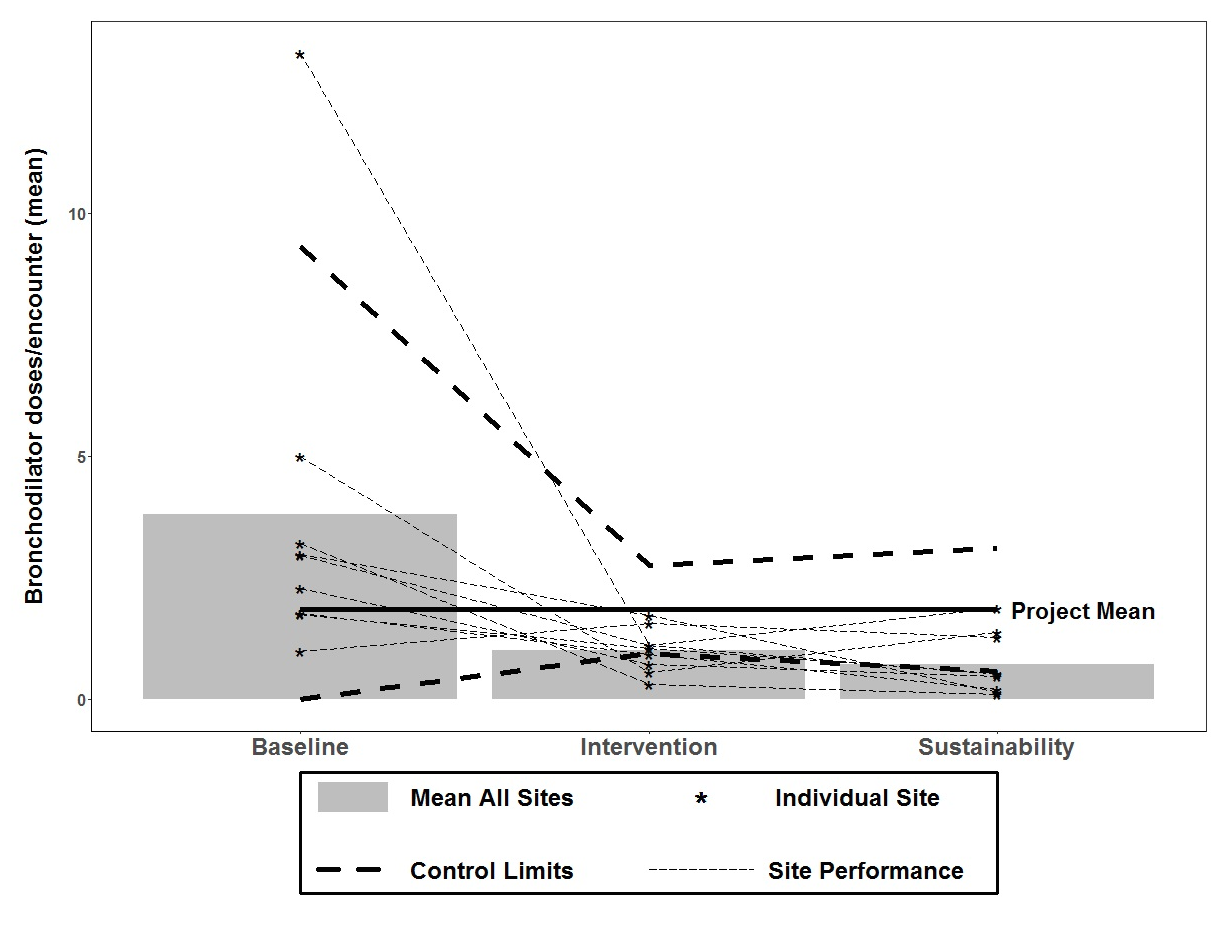 Bronchodilator doses/encounter (mean)
10
5
0
Project Mean
Baseline Intervention Sustainability
Mean All Sites * Individual Site
Control Limits Site Performance